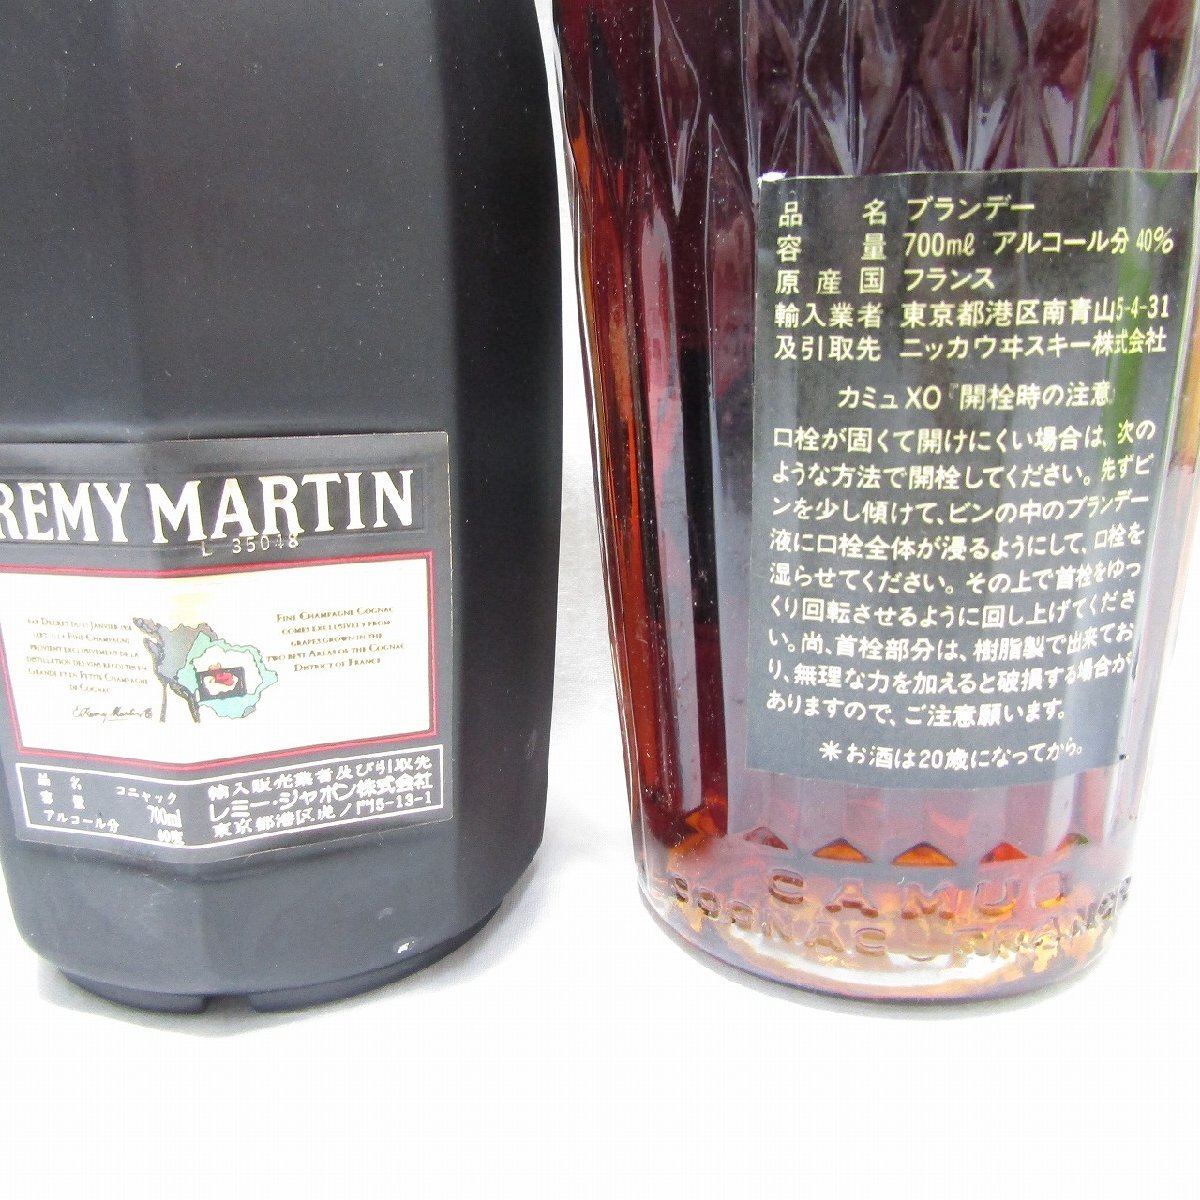 REMY MARTIN
L 35048
FINE CHAMPAGNE COGNAC
COMES EXCLUSIVELY FROM
GRAPES GROWN IN THE
TWO BEST AREAS OF THE COGNAC
DISTRICT OF FRANCE
DE COGNAC
品名 コニャック
容量 700ml
アルコール分 40度
輸入販売業者及び引取先
レミー・ジャポン株式会社
東京都港区虎ノ門5-13-1
品名 ブランデー
容量 700ml アルコール分 40%
原産国 フランス
輸入業者 東京都港区南青山5-4-31
及引取先 ニッカウヰスキー株式会社
カミュXO『開栓時の注意』
口栓が固くて開けにくい場合は、次の
ような方法で開栓してください。先ずビ
ンを少し傾けて、ビンの中のブランデー
液に口栓全体が浸るようにして、口栓を
湿らせてください。その上で首栓をゆっ
くり回転させるように回し上げてくださ
い。尚、首栓部分は、樹脂製で出来てお
り、無理な力を加えると破損する場合が
ありますので、ご注意願います。
＊お酒は20歳になってから。
CAMUS
COGNAC FRANCE